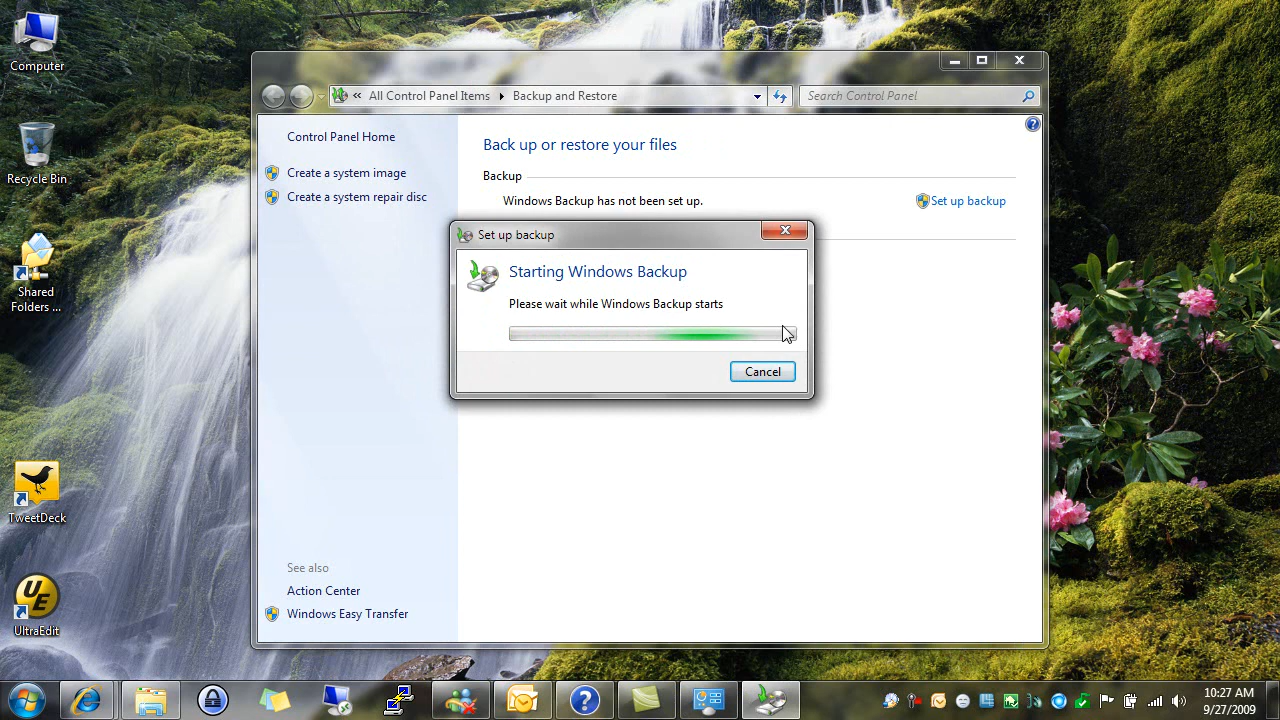 Computer
Recycle Bin
Shared
Folders ...
TweetDeck
UE
UltraEdit
« All Control Panel Items ▸ Backup and Restore
Search Control Panel
Control Panel Home
Create a system image
Create a system repair disc
See also
Action Center
Windows Easy Transfer
Back up or restore your files
Backup
Windows Backup has not been set up.
Set up backup
Set up backup
Starting Windows Backup
Please wait while Windows Backup starts
Cancel
10:27 AM
9/27/2009